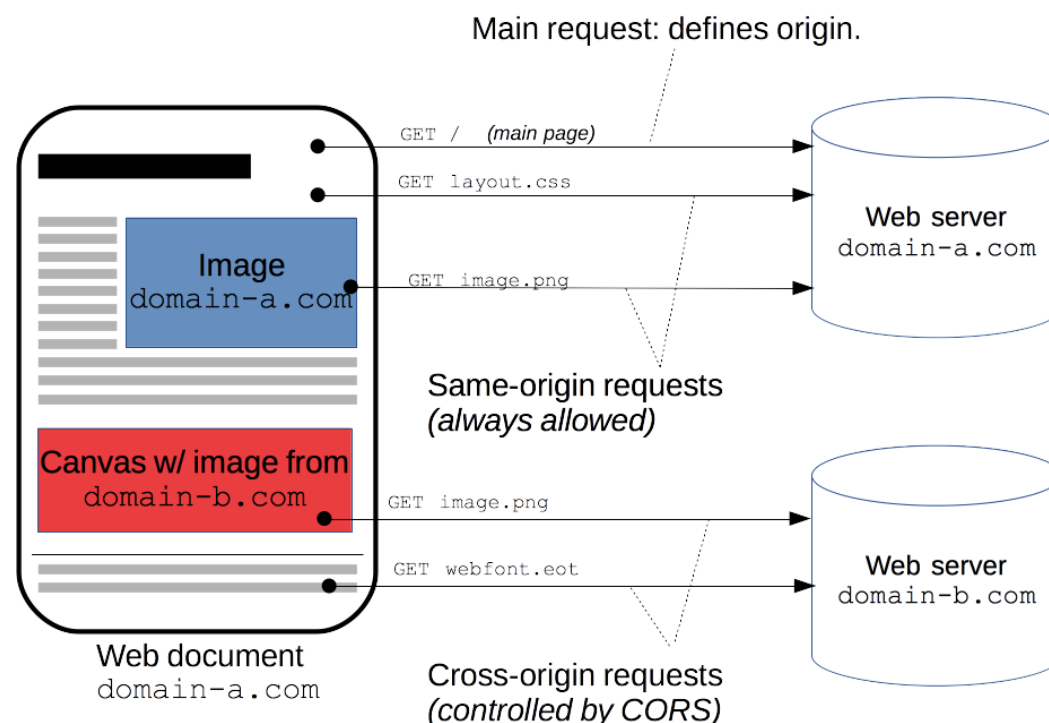 Main request: defines origin.
GET / (main page)
GET layout.css
Image
domain-a.com
GET image.png
Web server
domain-a.com
Same-origin requests
(always allowed)
Canvas w/ image from
domain-b.com
GET image.png
GET webfont.eot
Web server
domain-b.com
Web document
domain-a.com
Cross-origin requests
(controlled by CORS)